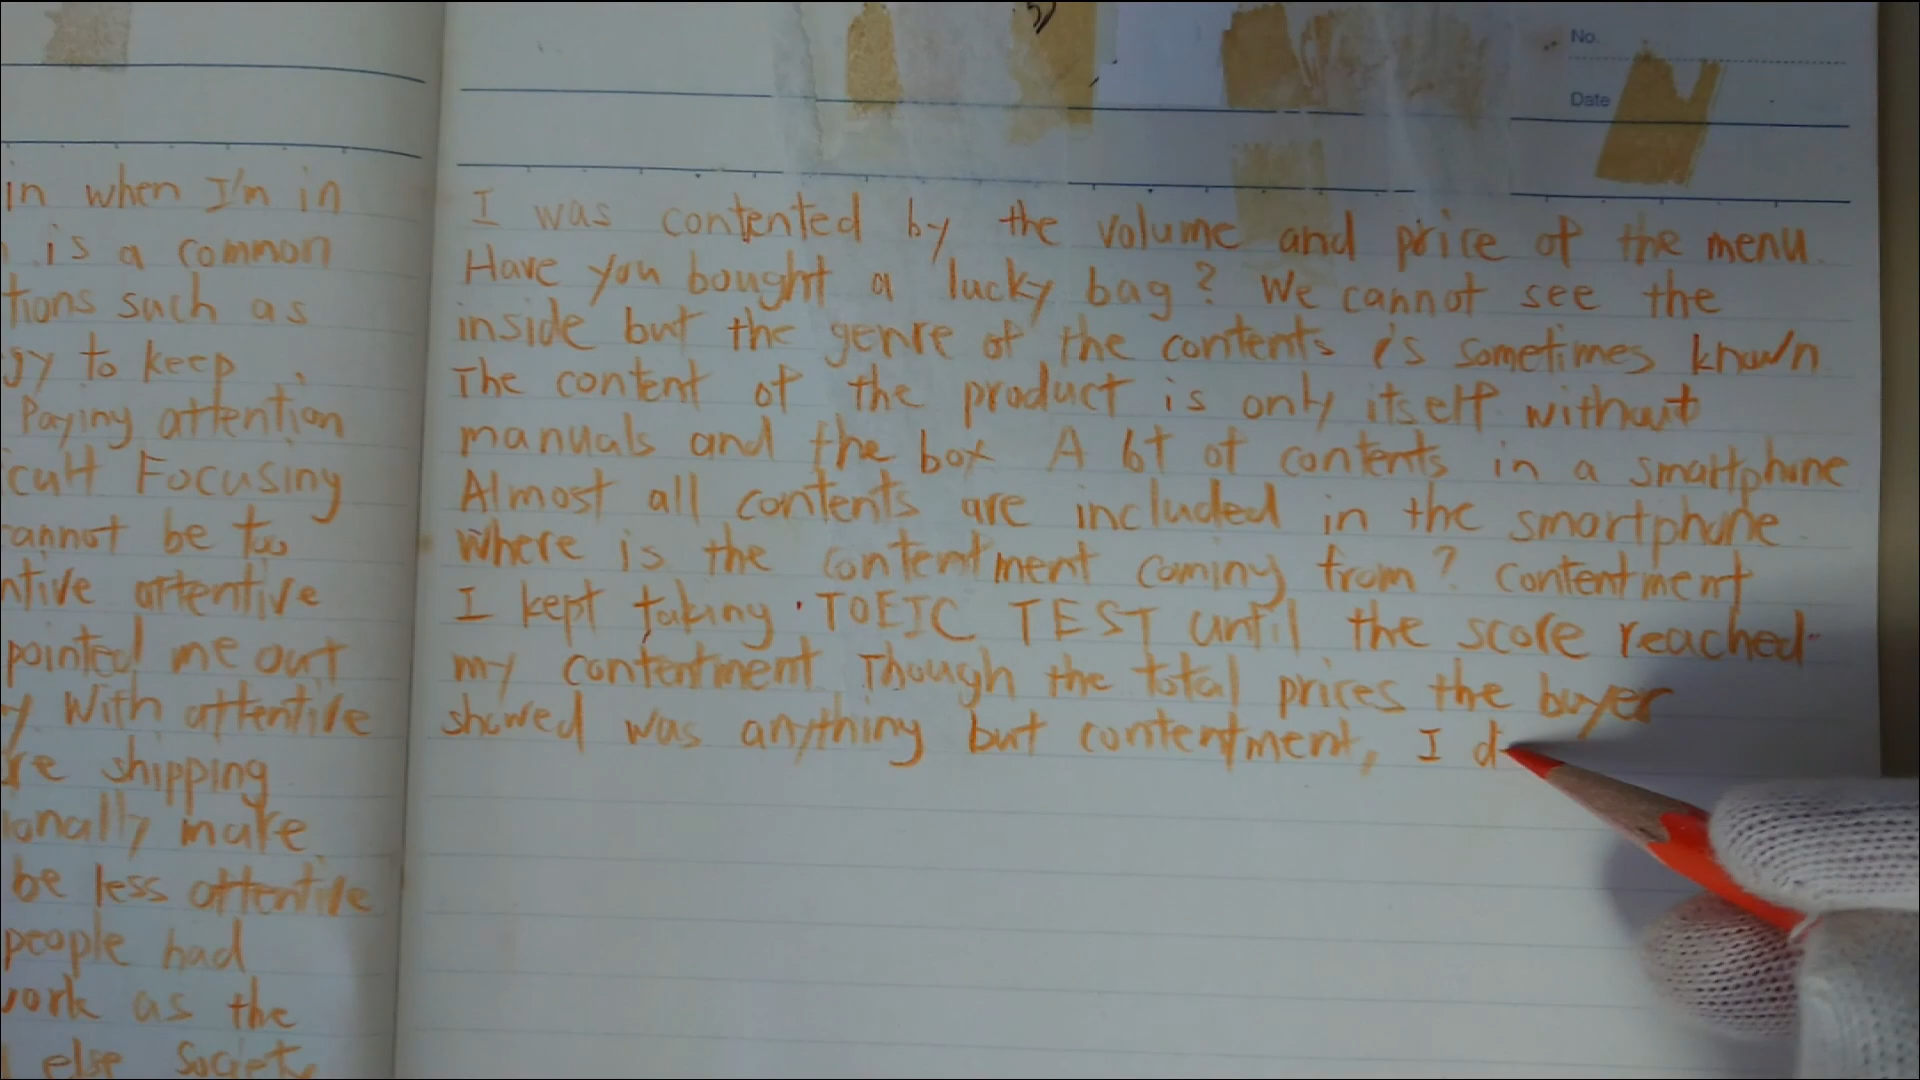 No.
Date
in when I'm in
is a common
tions such as
gy to keep
Paying attention
cult Focusing
annot be too
ntive attentive
pointed me out
y With attentive
re shipping
ionally make
be less attentive
people had
work as the
else society
I was contented by the volume and price of the menu
Have you bought a lucky bag? We cannot see the
inside but the genre of the contents is sometimes known
The content of the product is only itself without
manuals and the box A lot of contents in a smartphone
Almost all contents are included in the smartphone.
Where is the contentment coming from? contentment
I kept taking TOEIC TEST until the score reached
my contentment Though the total prices the buyer
showed was anything but contentment, I d